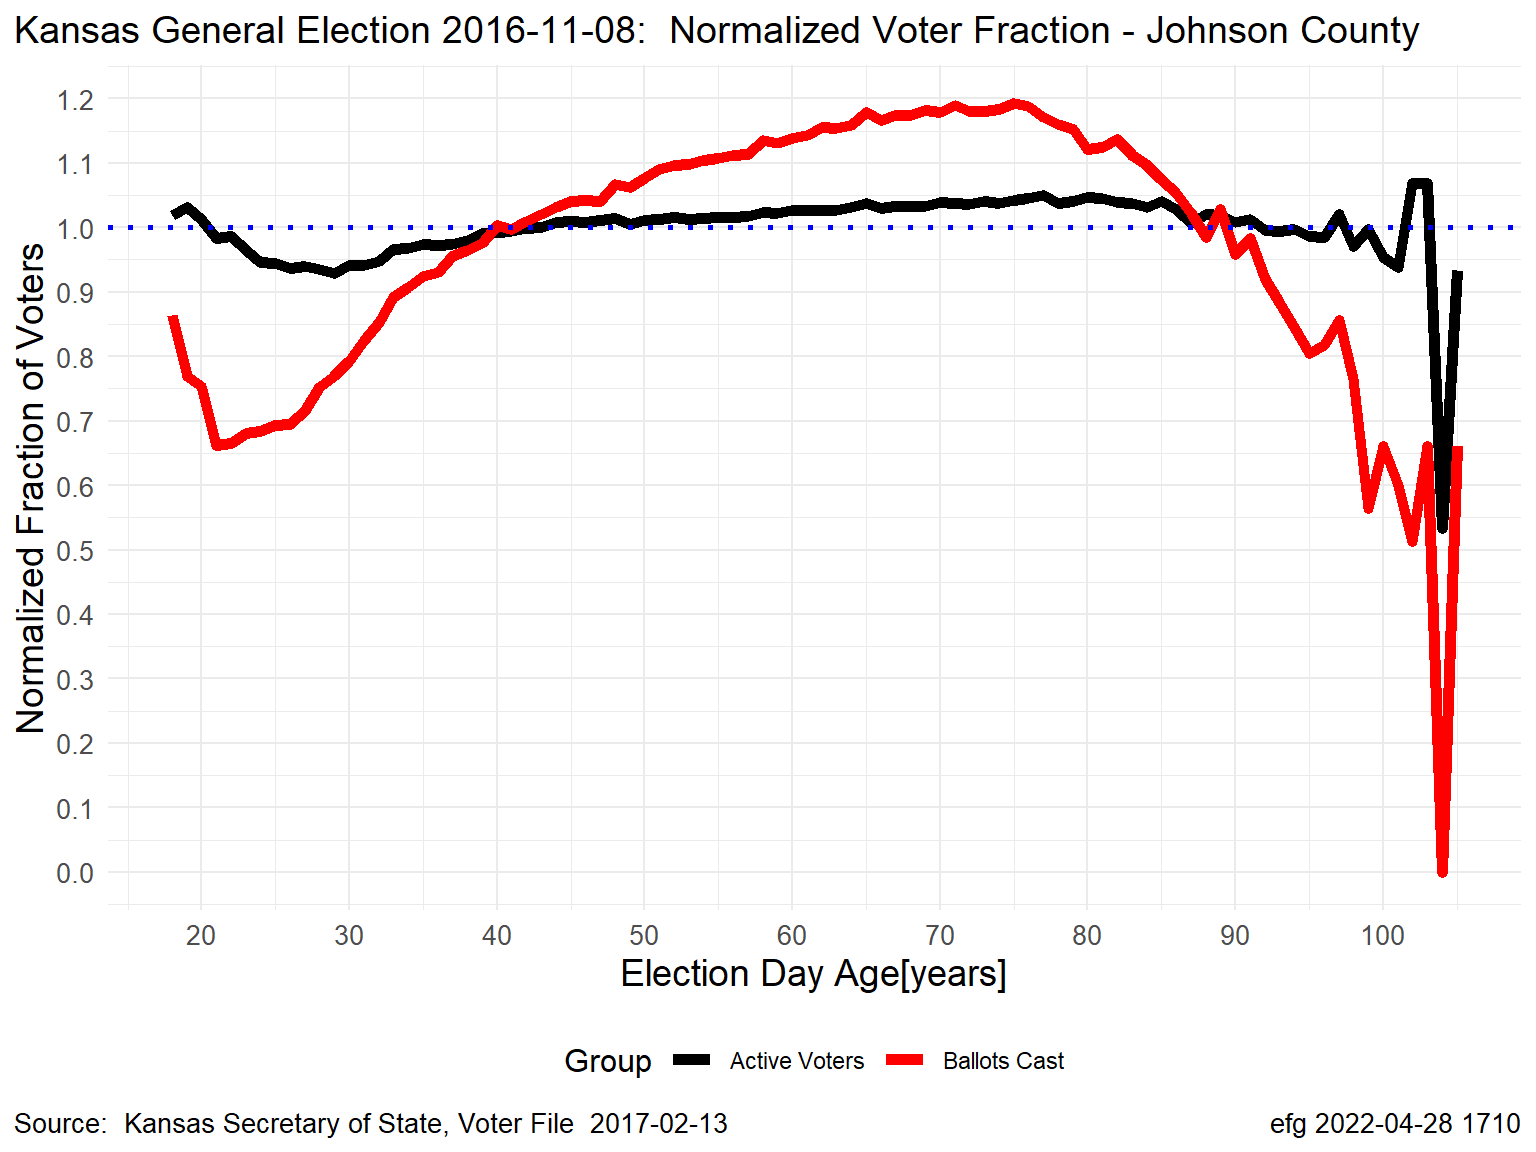 Kansas General Election 2016-11-08:  Normalized Voter Fraction - Johnson County
Normalized Fraction of Voters
1.2
1.1
1.0
0.9
0.8
0.7
0.6
0.5
0.4
0.3
0.2
0.1
0.0
20 30 40 50 60 70 80 90 100
Election Day Age[years]
Group Active Voters Ballots Cast
Source:  Kansas Secretary of State, Voter File  2017-02-13
efg 2022-04-28 1710